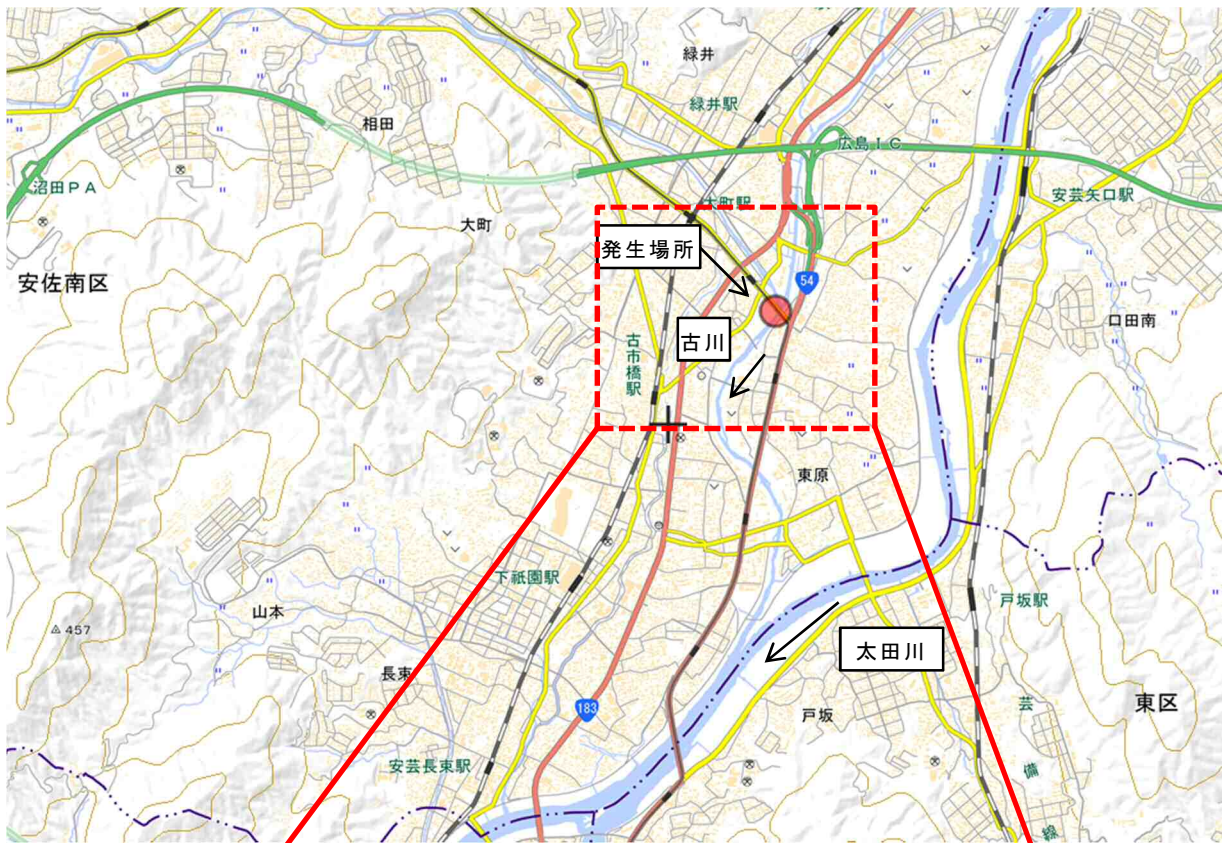 緑井
緑井駅
相田
広島IC
沼田PA
安芸矢口駅
大町駅
大町
発生場所
安佐南区
54
口田南
古川
古市橋駅
東原
下祇園駅
戸坂駅
山本
457
太田川
長束
東区
183
戸坂
芸備線
安芸長束駅